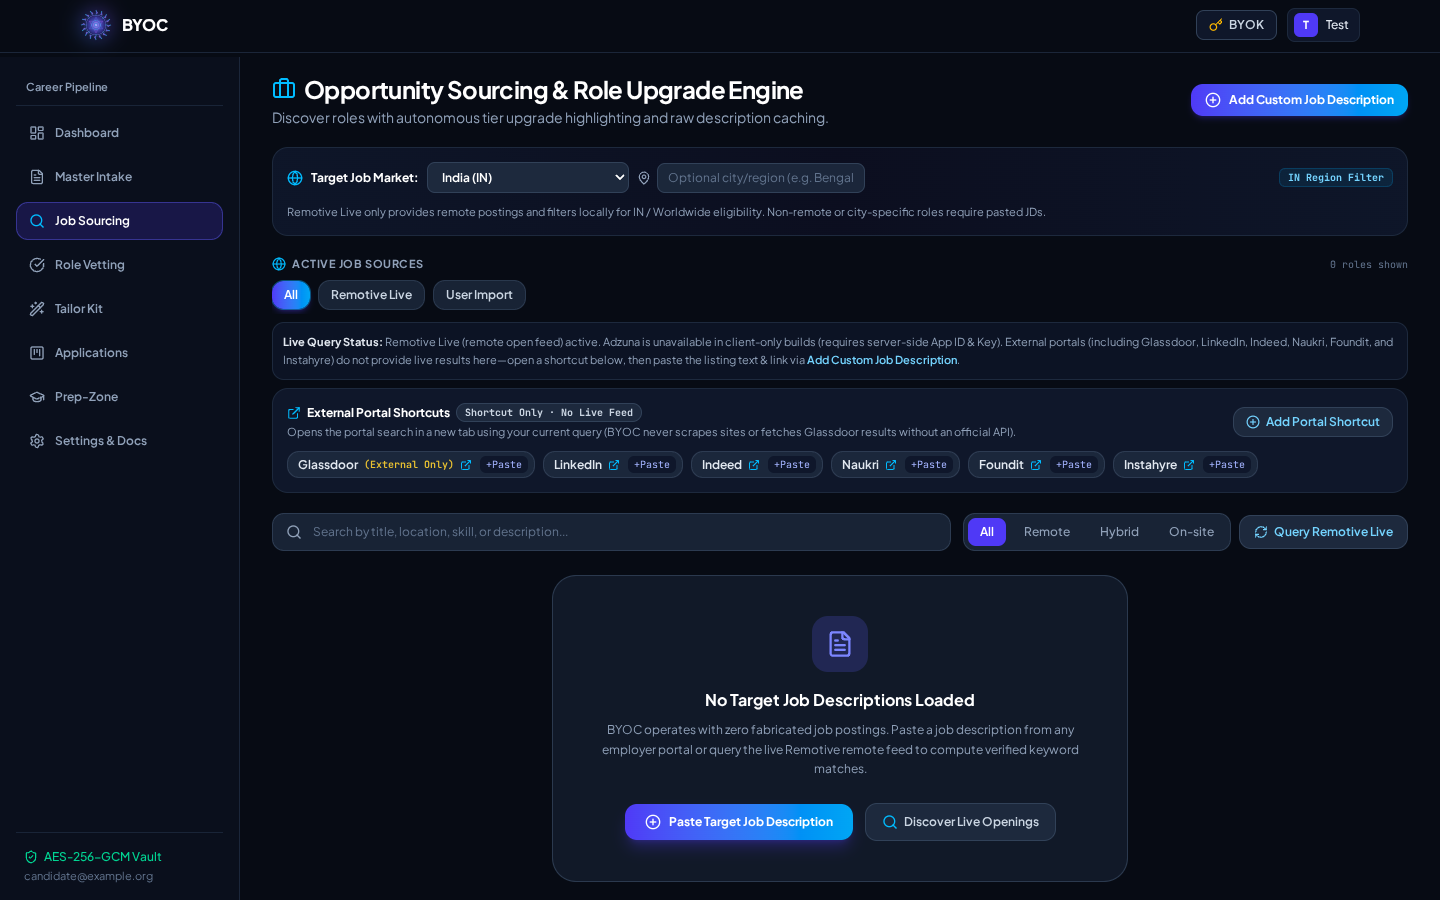 BYOC
BYOK
T
Test
Career Pipeline
Dashboard
Master Intake
Job Sourcing
Role Vetting
Tailor Kit
Applications
Prep-Zone
Settings & Docs
AES-256-GCM Vault
candidate@example.org
Opportunity Sourcing & Role Upgrade Engine
Discover roles with autonomous tier upgrade highlighting and raw description caching.
Add Custom Job Description
Target Job Market:
India (IN)
Optional city/region (e.g. Bengal
IN Region Filter
Remotive Live only provides remote postings and filters locally for IN / Worldwide eligibility. Non-remote or city-specific roles require pasted JDs.
ACTIVE JOB SOURCES
0 roles shown
All
Remotive Live
User Import
Live Query Status: Remotive Live (remote open feed) active. Adzuna is unavailable in client-only builds (requires server-side App ID & Key). External portals (including Glassdoor, LinkedIn, Indeed, Naukri, Foundit, and
Instahyre) do not provide live results here—open a shortcut below, then paste the listing text & link via Add Custom Job Description.
External Portal Shortcuts
Shortcut Only · No Live Feed
Opens the portal search in a new tab using your current query (BYOC never scrapes sites or fetches Glassdoor results without an official API).
Add Portal Shortcut
Glassdoor (External Only) +Paste
LinkedIn +Paste
Indeed +Paste
Naukri +Paste
Foundit +Paste
Instahyre +Paste
Search by title, location, skill, or description...
All
Remote
Hybrid
On-site
Query Remotive Live
No Target Job Descriptions Loaded
BYOC operates with zero fabricated job postings. Paste a job description from any
employer portal or query the live Remotive remote feed to compute verified keyword
matches.
Paste Target Job Description
Discover Live Openings